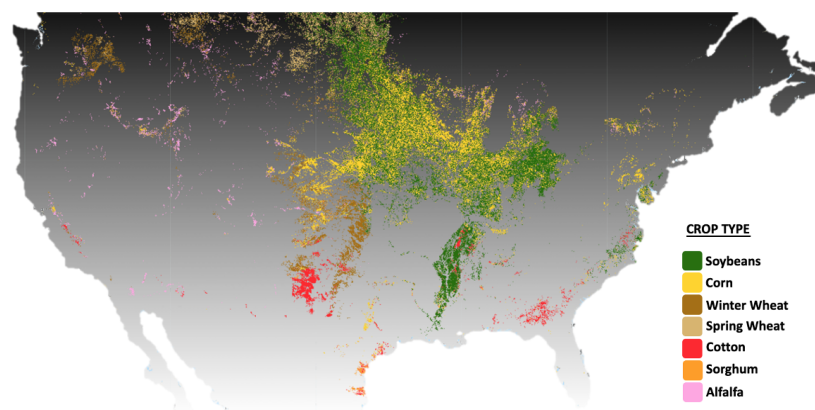 CROP TYPE
Soybeans
Corn
Winter Wheat
Spring Wheat
Cotton
Sorghum
Alfalfa